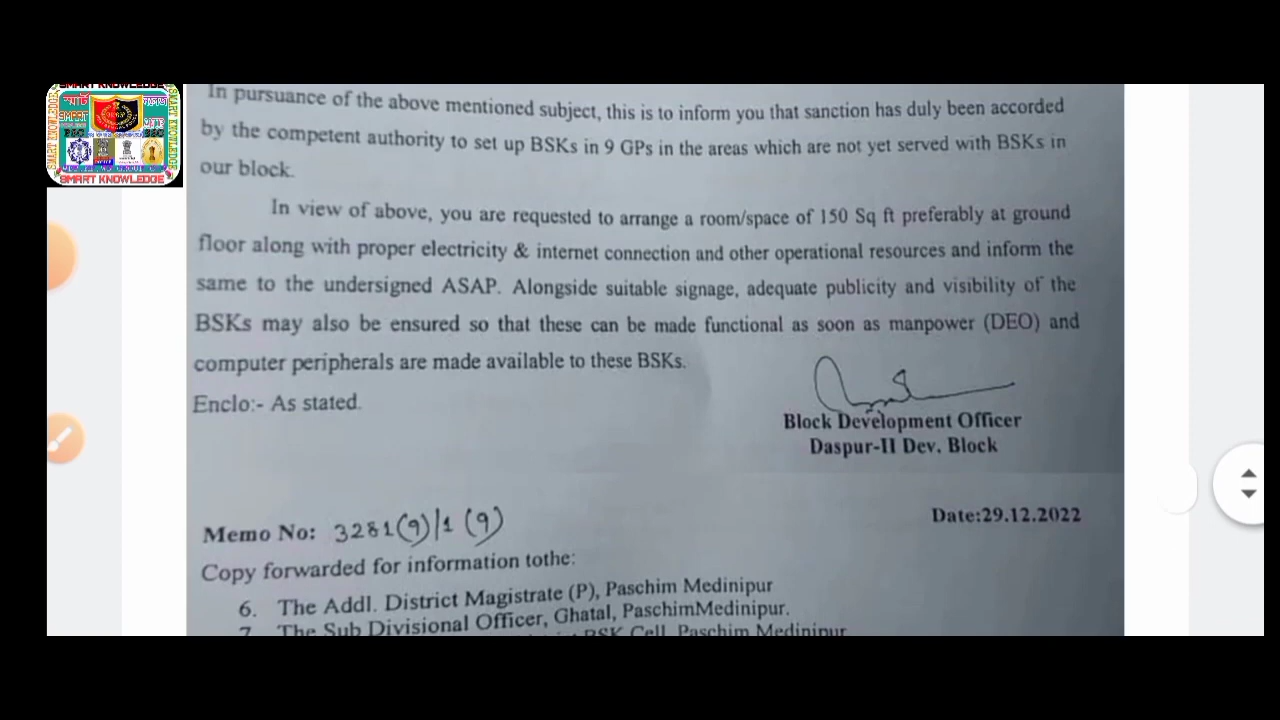 SMART KNOWLEDGE
স্মার্ট
SMART
SMART KNOWLEDGE
In pursuance of the above mentioned subject, this is to inform you that sanction has duly been accorded
by the competent authority to set up BSKs in 9 GPs in the areas which are not yet served with BSKs in
our block.
In view of above, you are requested to arrange a room/space of 150 Sq ft preferably at ground
floor along with proper electricity & internet connection and other operational resources and inform the
same to the undersigned ASAP. Alongside suitable signage, adequate publicity and visibility of the
BSKs may also be ensured so that these can be made functional as soon as manpower (DEO) and
computer peripherals are made available to these BSKs.
Enclo:- As stated.
Block Development Officer
Daspur-II Dev. Block
Memo No: 3281(9)/1 (9)
Date:29.12.2022
Copy forwarded for information tothe:
6. The Addl. District Magistrate (P), Paschim Medinipur
7. The Sub Divisional Officer, Ghatal, PaschimMedinipur.
BSK Cell, Paschim Medinipur